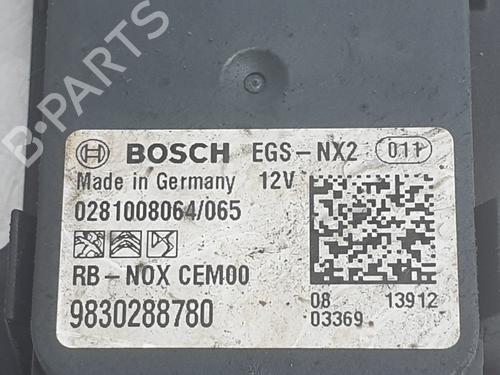 B-PARTS
BOSCH EGS-NX2 011
Made in Germany 12V
0281008064/065
RB-NOX CEM00
9830288780
08 13912
03369